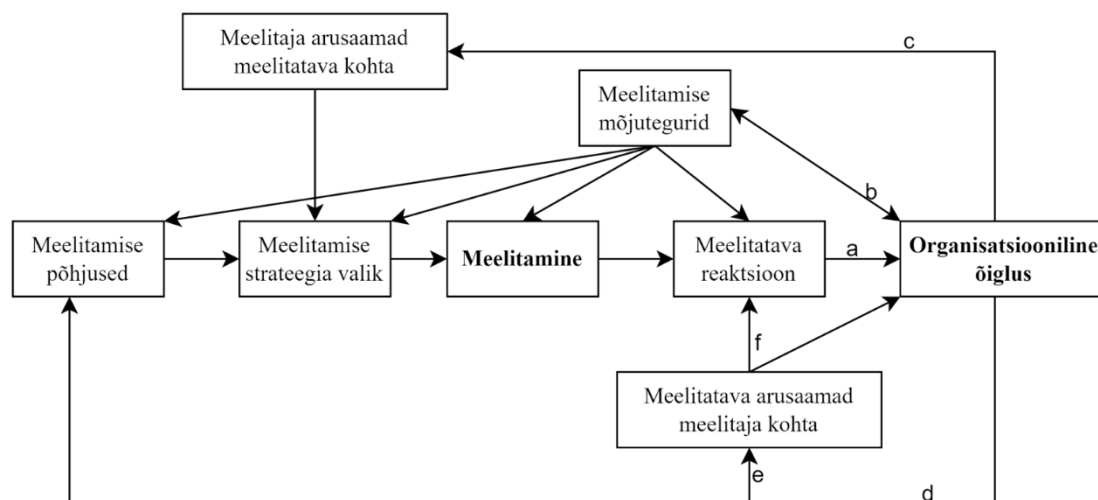 Meelitaja arusaamad
meelitatava kohta
c
Meelitamise
mõjutegurid
b
Meelitamise
põhjused
Meelitamise
strateegia valik
Meelitamine
Meelitatava
reaktsioon
a
Organisatsiooniline
õiglus
f
Meelitatava arusaamad
meelitaja kohta
e
d